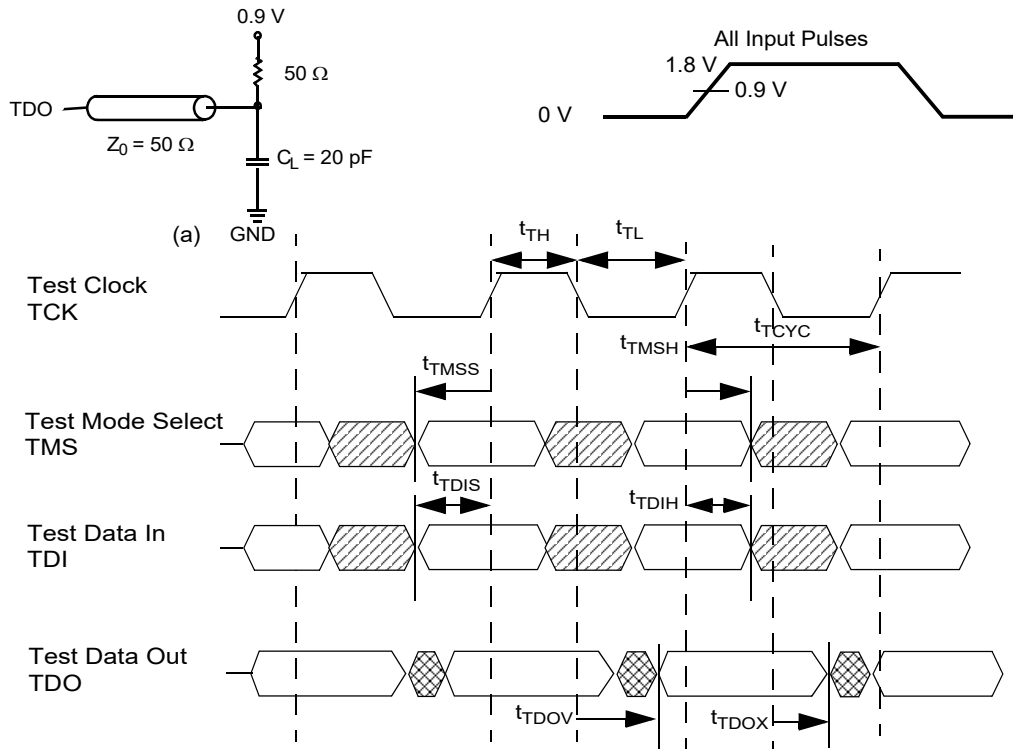 0.9 V
50 Ω
TDO
Z0 = 50 Ω
CL = 20 pF
(a) GND
All Input Pulses
1.8 V
0.9 V
0 V
tTH
tTL
Test Clock
TCK
tTMSH
tTCYC
tTMSS
Test Mode Select
TMS
tTDIS
tTDIH
Test Data In
TDI
Test Data Out
TDO
tTDOV
tTDOX